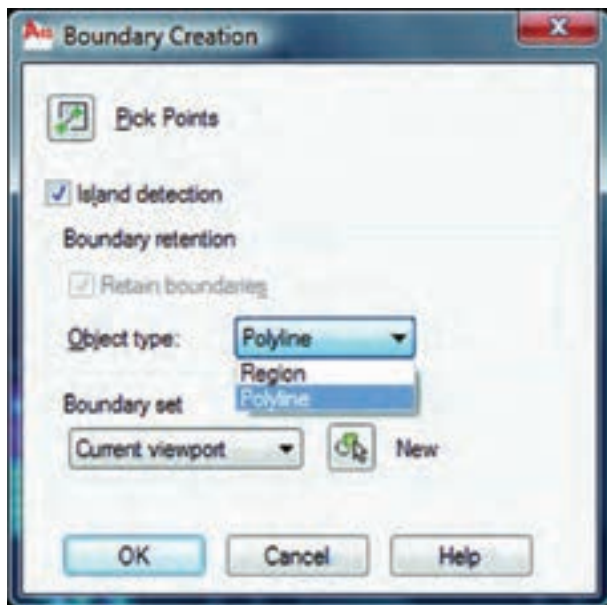 Boundary Creation
Pick Points
Island detection
Boundary retention
Retain boundaries
Object type: Polyline
Region
Polyline
Boundary set
Current viewport New
OK Cancel Help